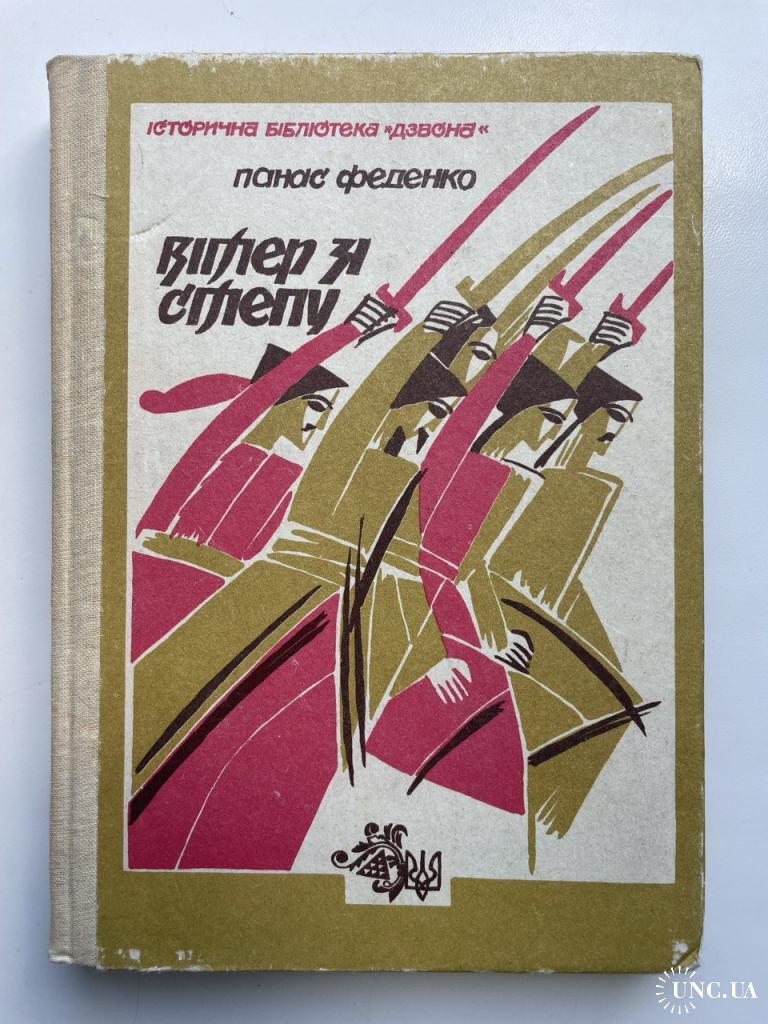 ІСТОРИЧНА БІБЛІОТЕКА "ДЗВОНА"
ПАНАС ФЕДЕНКО
ВІТЕР ЗІ
СТЕПУ
UNC.UA